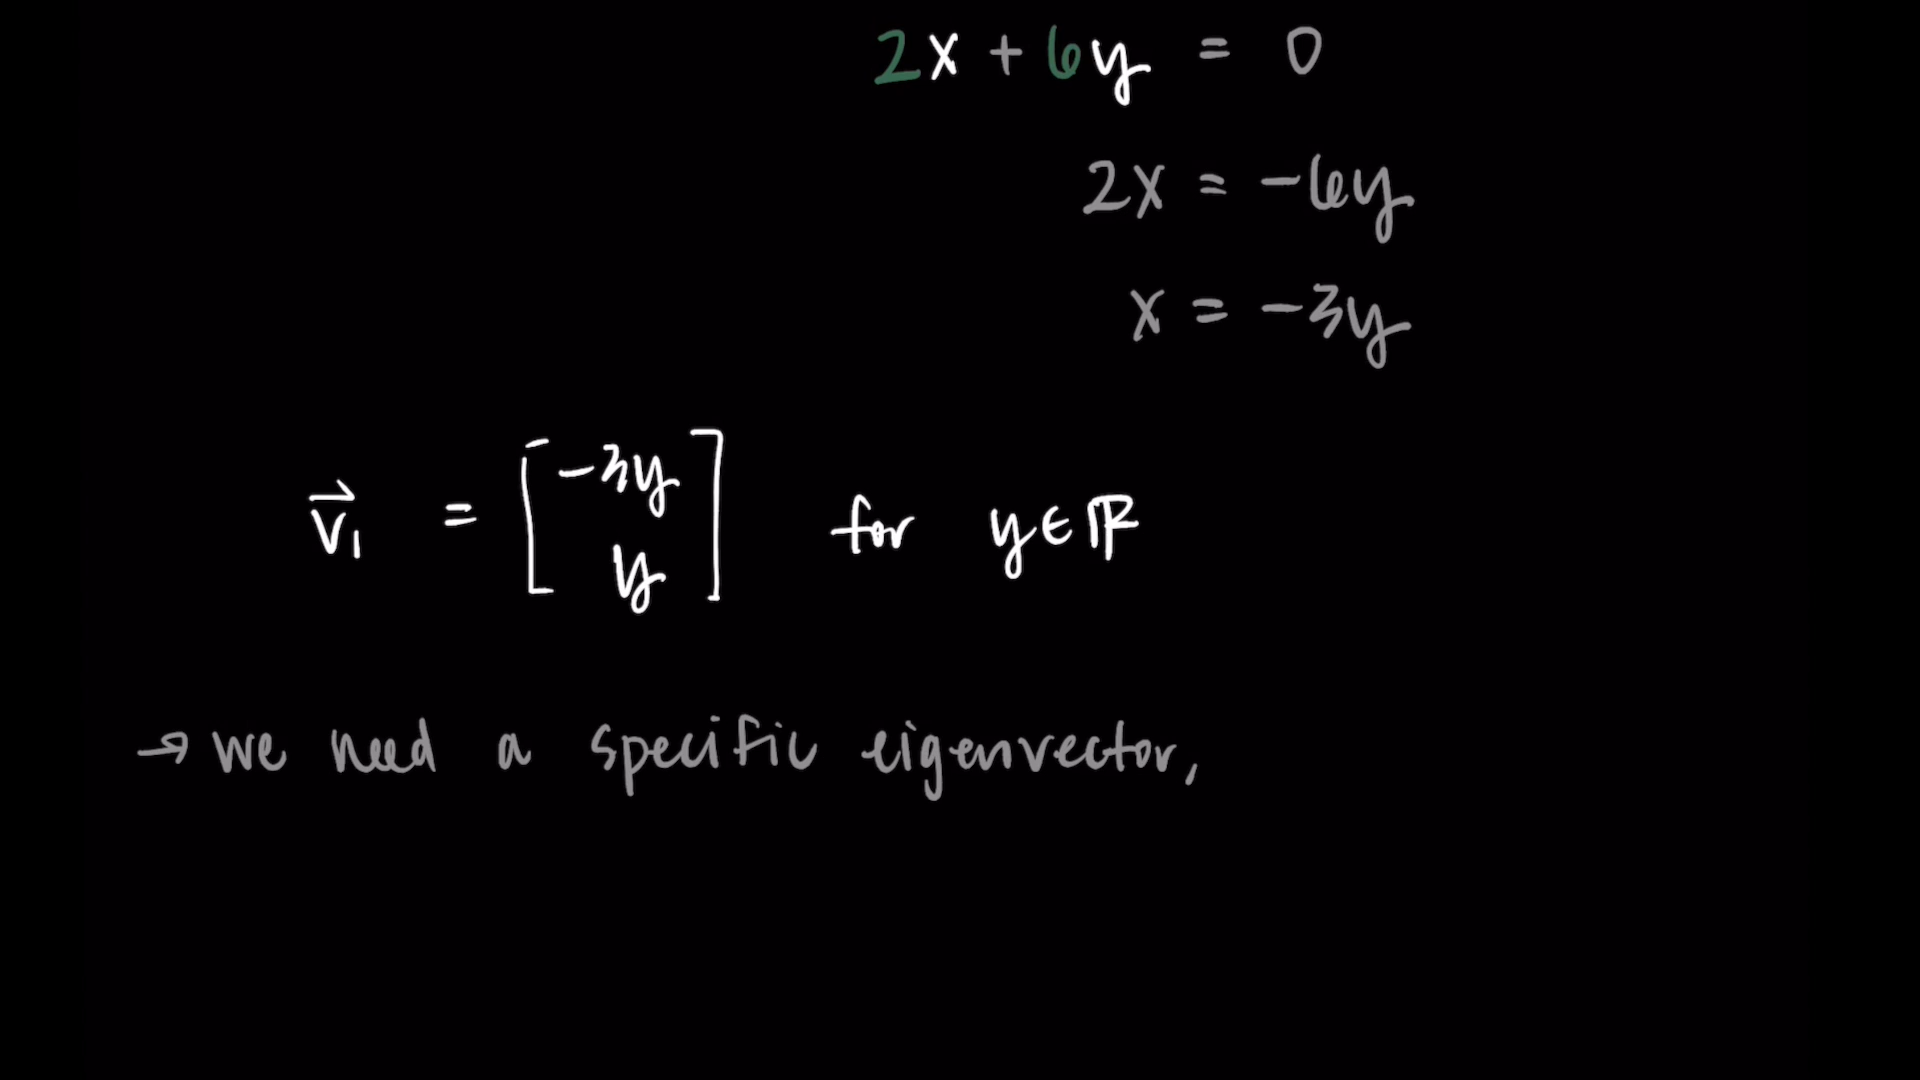 2x + 6y = 0
2x = -6y
x = -3y
v⃗₁ = [-3y y] for y∈ℝ
→ we need a specific eigenvector,